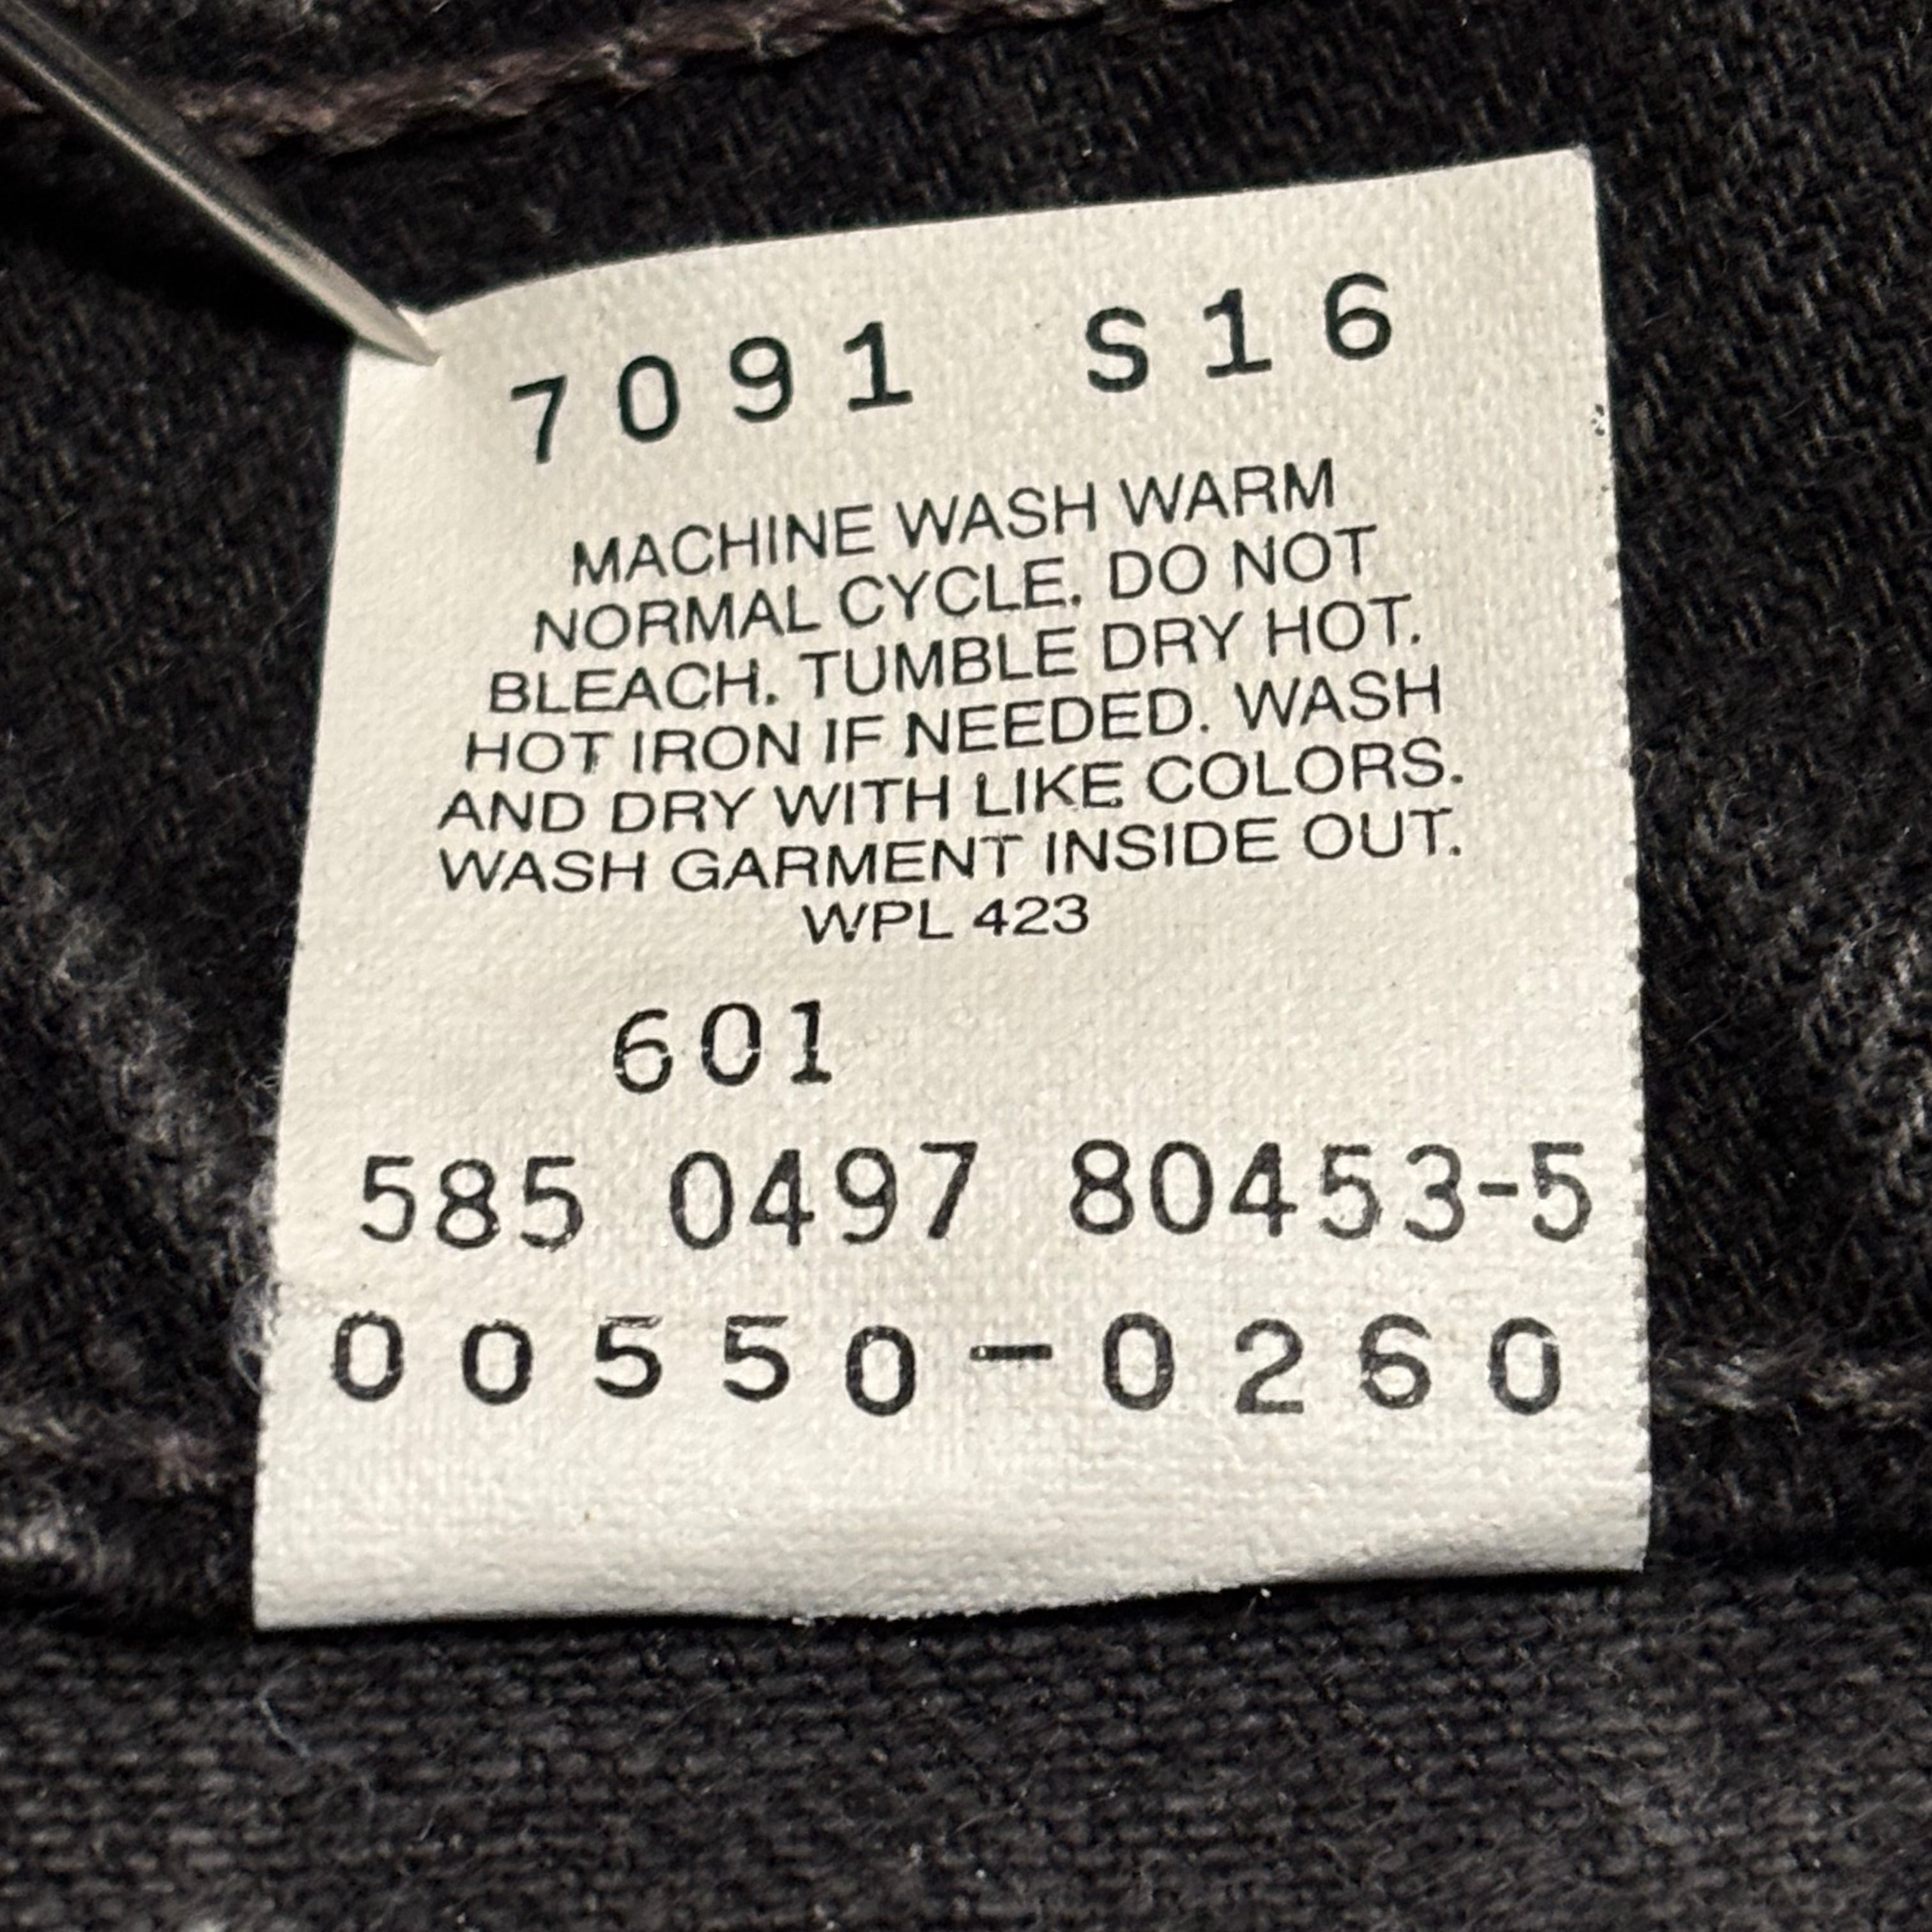 7091 S16
MACHINE WASH WARM
NORMAL CYCLE. DO NOT
BLEACH. TUMBLE DRY HOT.
HOT IRON IF NEEDED. WASH
AND DRY WITH LIKE COLORS.
WASH GARMENT INSIDE OUT.
WPL 423
601
585 0497 80453-5
00550-0260